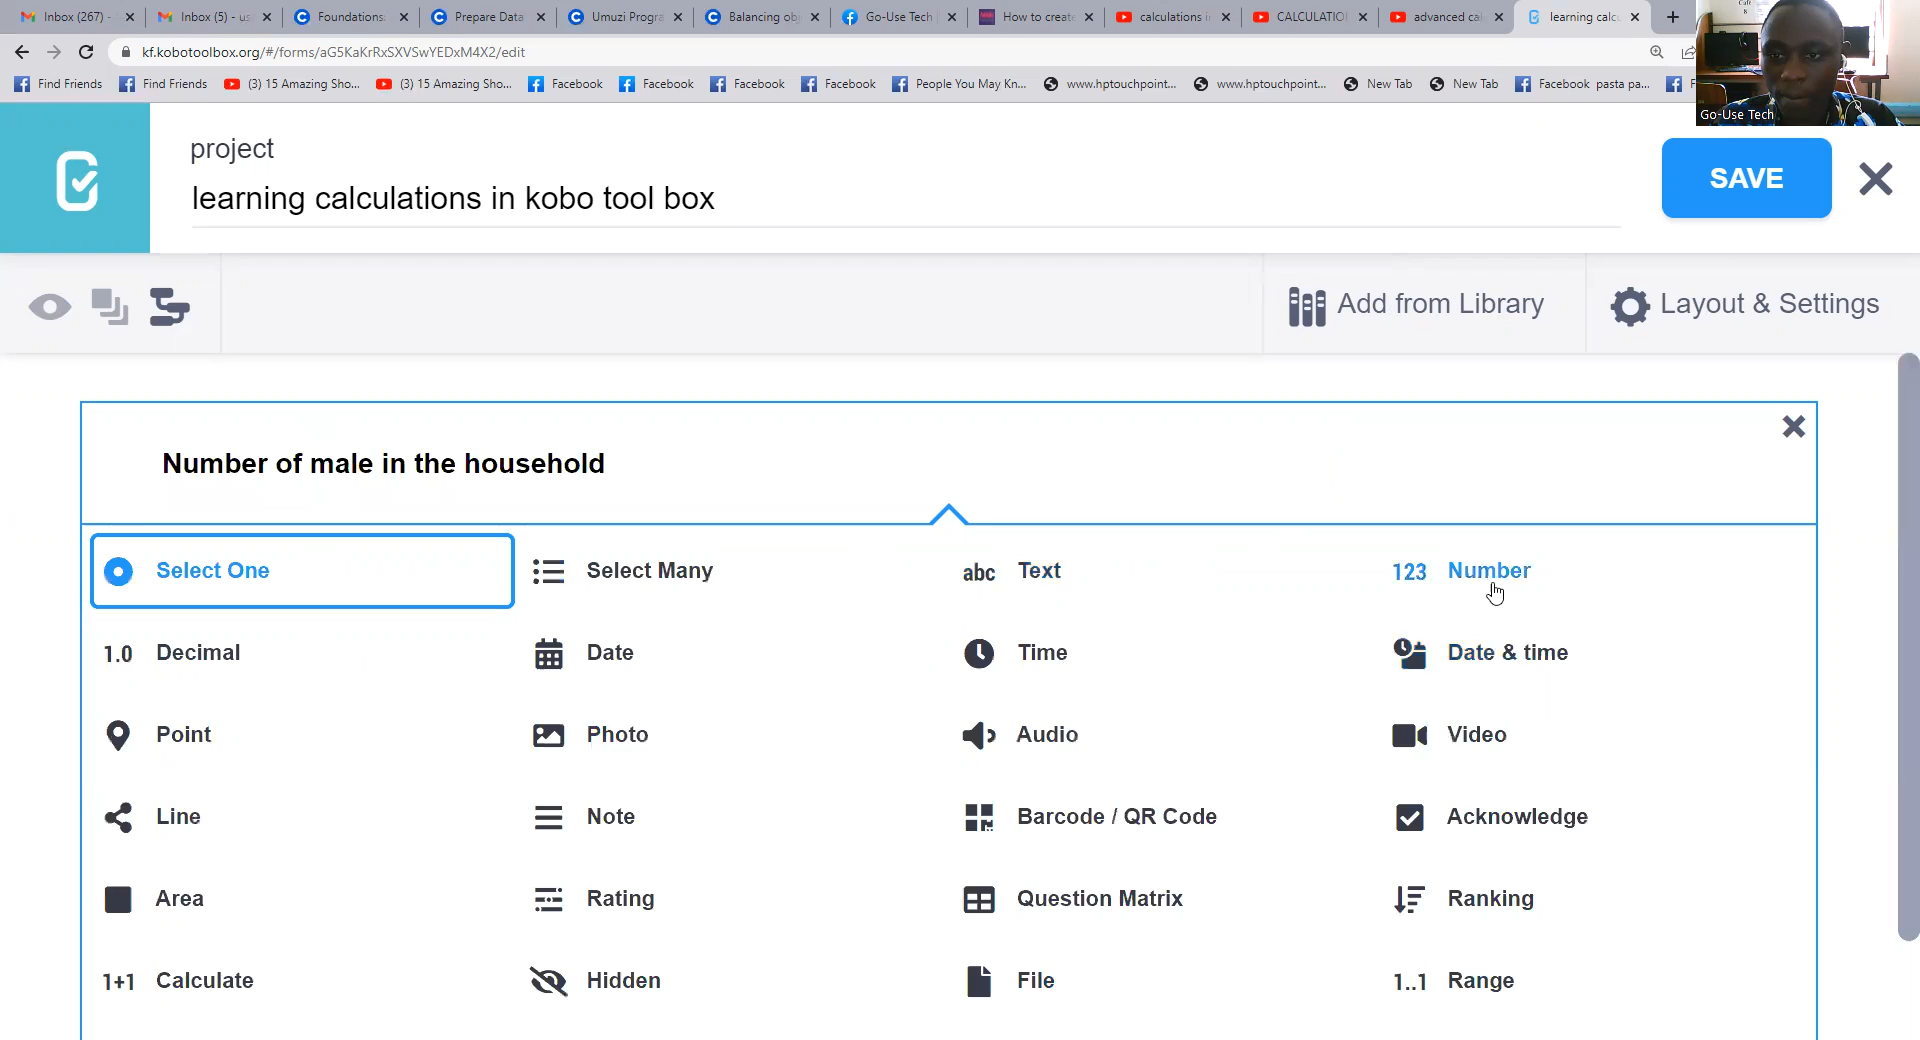 Inbox (267) -
Inbox (5) - us
Foundations:
Prepare Data
Umuzi Progra
Balancing obj
Go-Use Tech
How to create
calculations i
CALCULATIO
advanced cal
learning calc
kf.kobotoolbox.org/#/forms/aG5KaKrRxSXVSwYEDxM4X2/edit
Find Friends
Find Friends
(3) 15 Amazing Sho...
(3) 15 Amazing Sho...
Facebook
Facebook
Facebook
Facebook
People You May Kn...
www.hptouchpoint...
www.hptouchpoint...
New Tab
New Tab
Facebook pasta pa...
Go-Use Tech
project
learning calculations in kobo tool box
SAVE
Add from Library
Layout & Settings
Number of male in the household
Select One
Select Many
abc Text
123 Number
1.0 Decimal
Date
Time
Date & time
Point
Photo
Audio
Video
Line
Note
Barcode / QR Code
Acknowledge
Area
Rating
Question Matrix
Ranking
1+1 Calculate
Hidden
File
1..1 Range